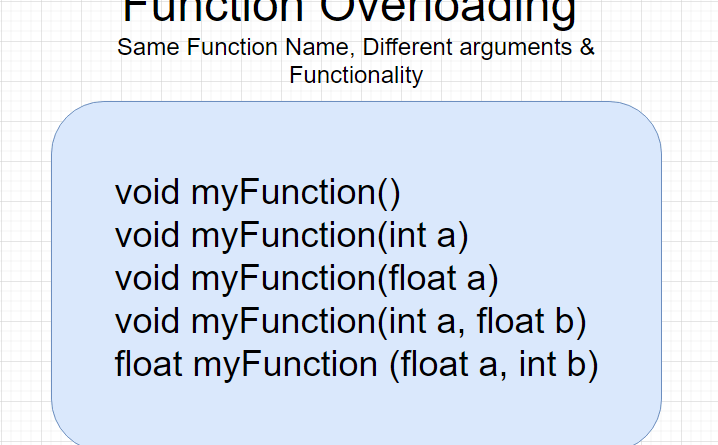 Function Overloading
Same Function Name, Different arguments &
Functionality
void myFunction()
void myFunction(int a)
void myFunction(float a)
void myFunction(int a, float b)
float myFunction (float a, int b)